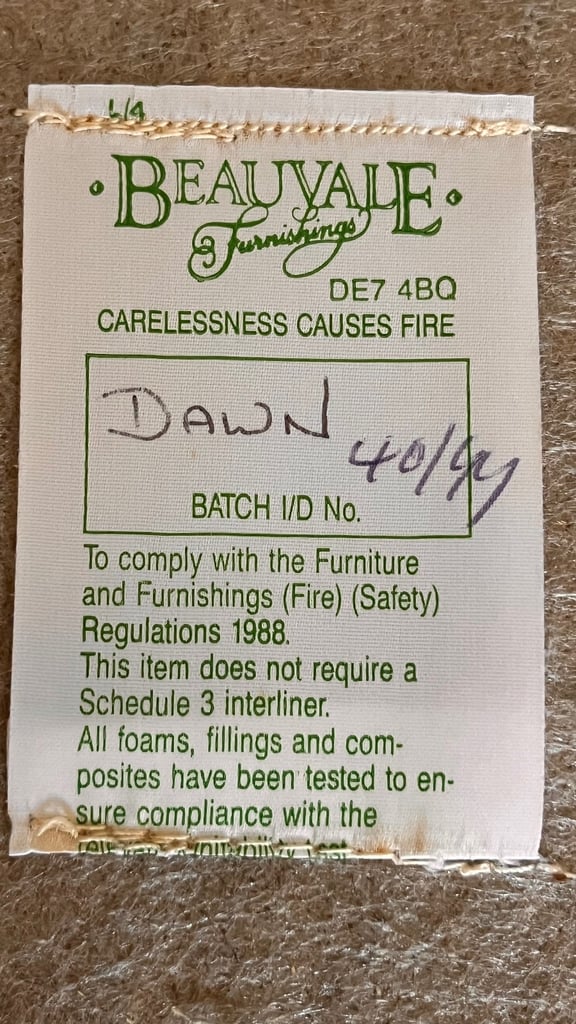 L/4
BEAUVALE
Furnishings
DE7 4BQ
CARELESSNESS CAUSES FIRE
DAWN
40/94
BATCH I/D No.
To comply with the Furniture
and Furnishings (Fire) (Safety)
Regulations 1988.
This item does not require a
Schedule 3 interliner.
All foams, fillings and com-
posites have been tested to en-
sure compliance with the